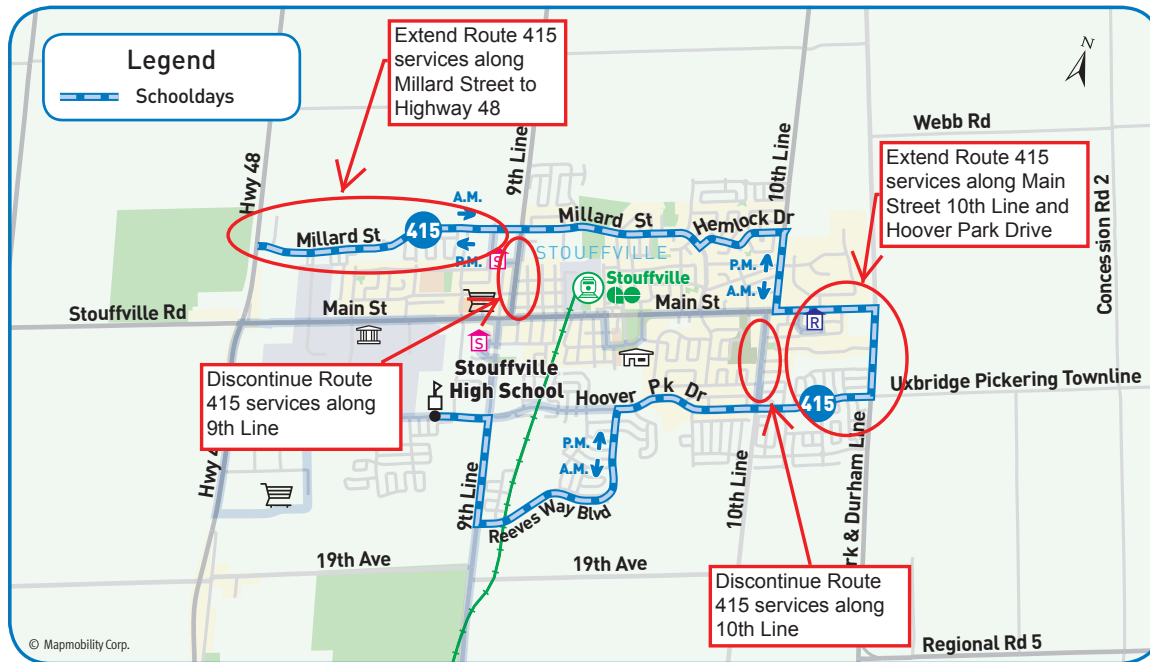 Legend
Schooldays
Extend Route 415
services along
Millard Street to
Highway 48
N
Webb Rd
Extend Route 415
services along Main
Street 10th Line and
Hoover Park Drive
Concession Rd 2
Hwy 48
9th Line
10th Line
A.M.
415
Millard St
P.M.
Millard St
Hemlock Dr
P.M.
A.M.
S
STOUFFVILLE
Stouffville
GO
Main St
Stouffville Rd
R
S
Stouffville
High School
Discontinue Route
415 services along
9th Line
Hoover Pk Dr
415
Uxbridge Pickering Townline
P.M.
A.M.
Hwy 4
9th Line
Reeves Way Blvd
10th Line
rk & Durham Line
19th Ave
19th Ave
Discontinue Route
415 services along
10th Line
Regional Rd 5
© Mapmobility Corp.